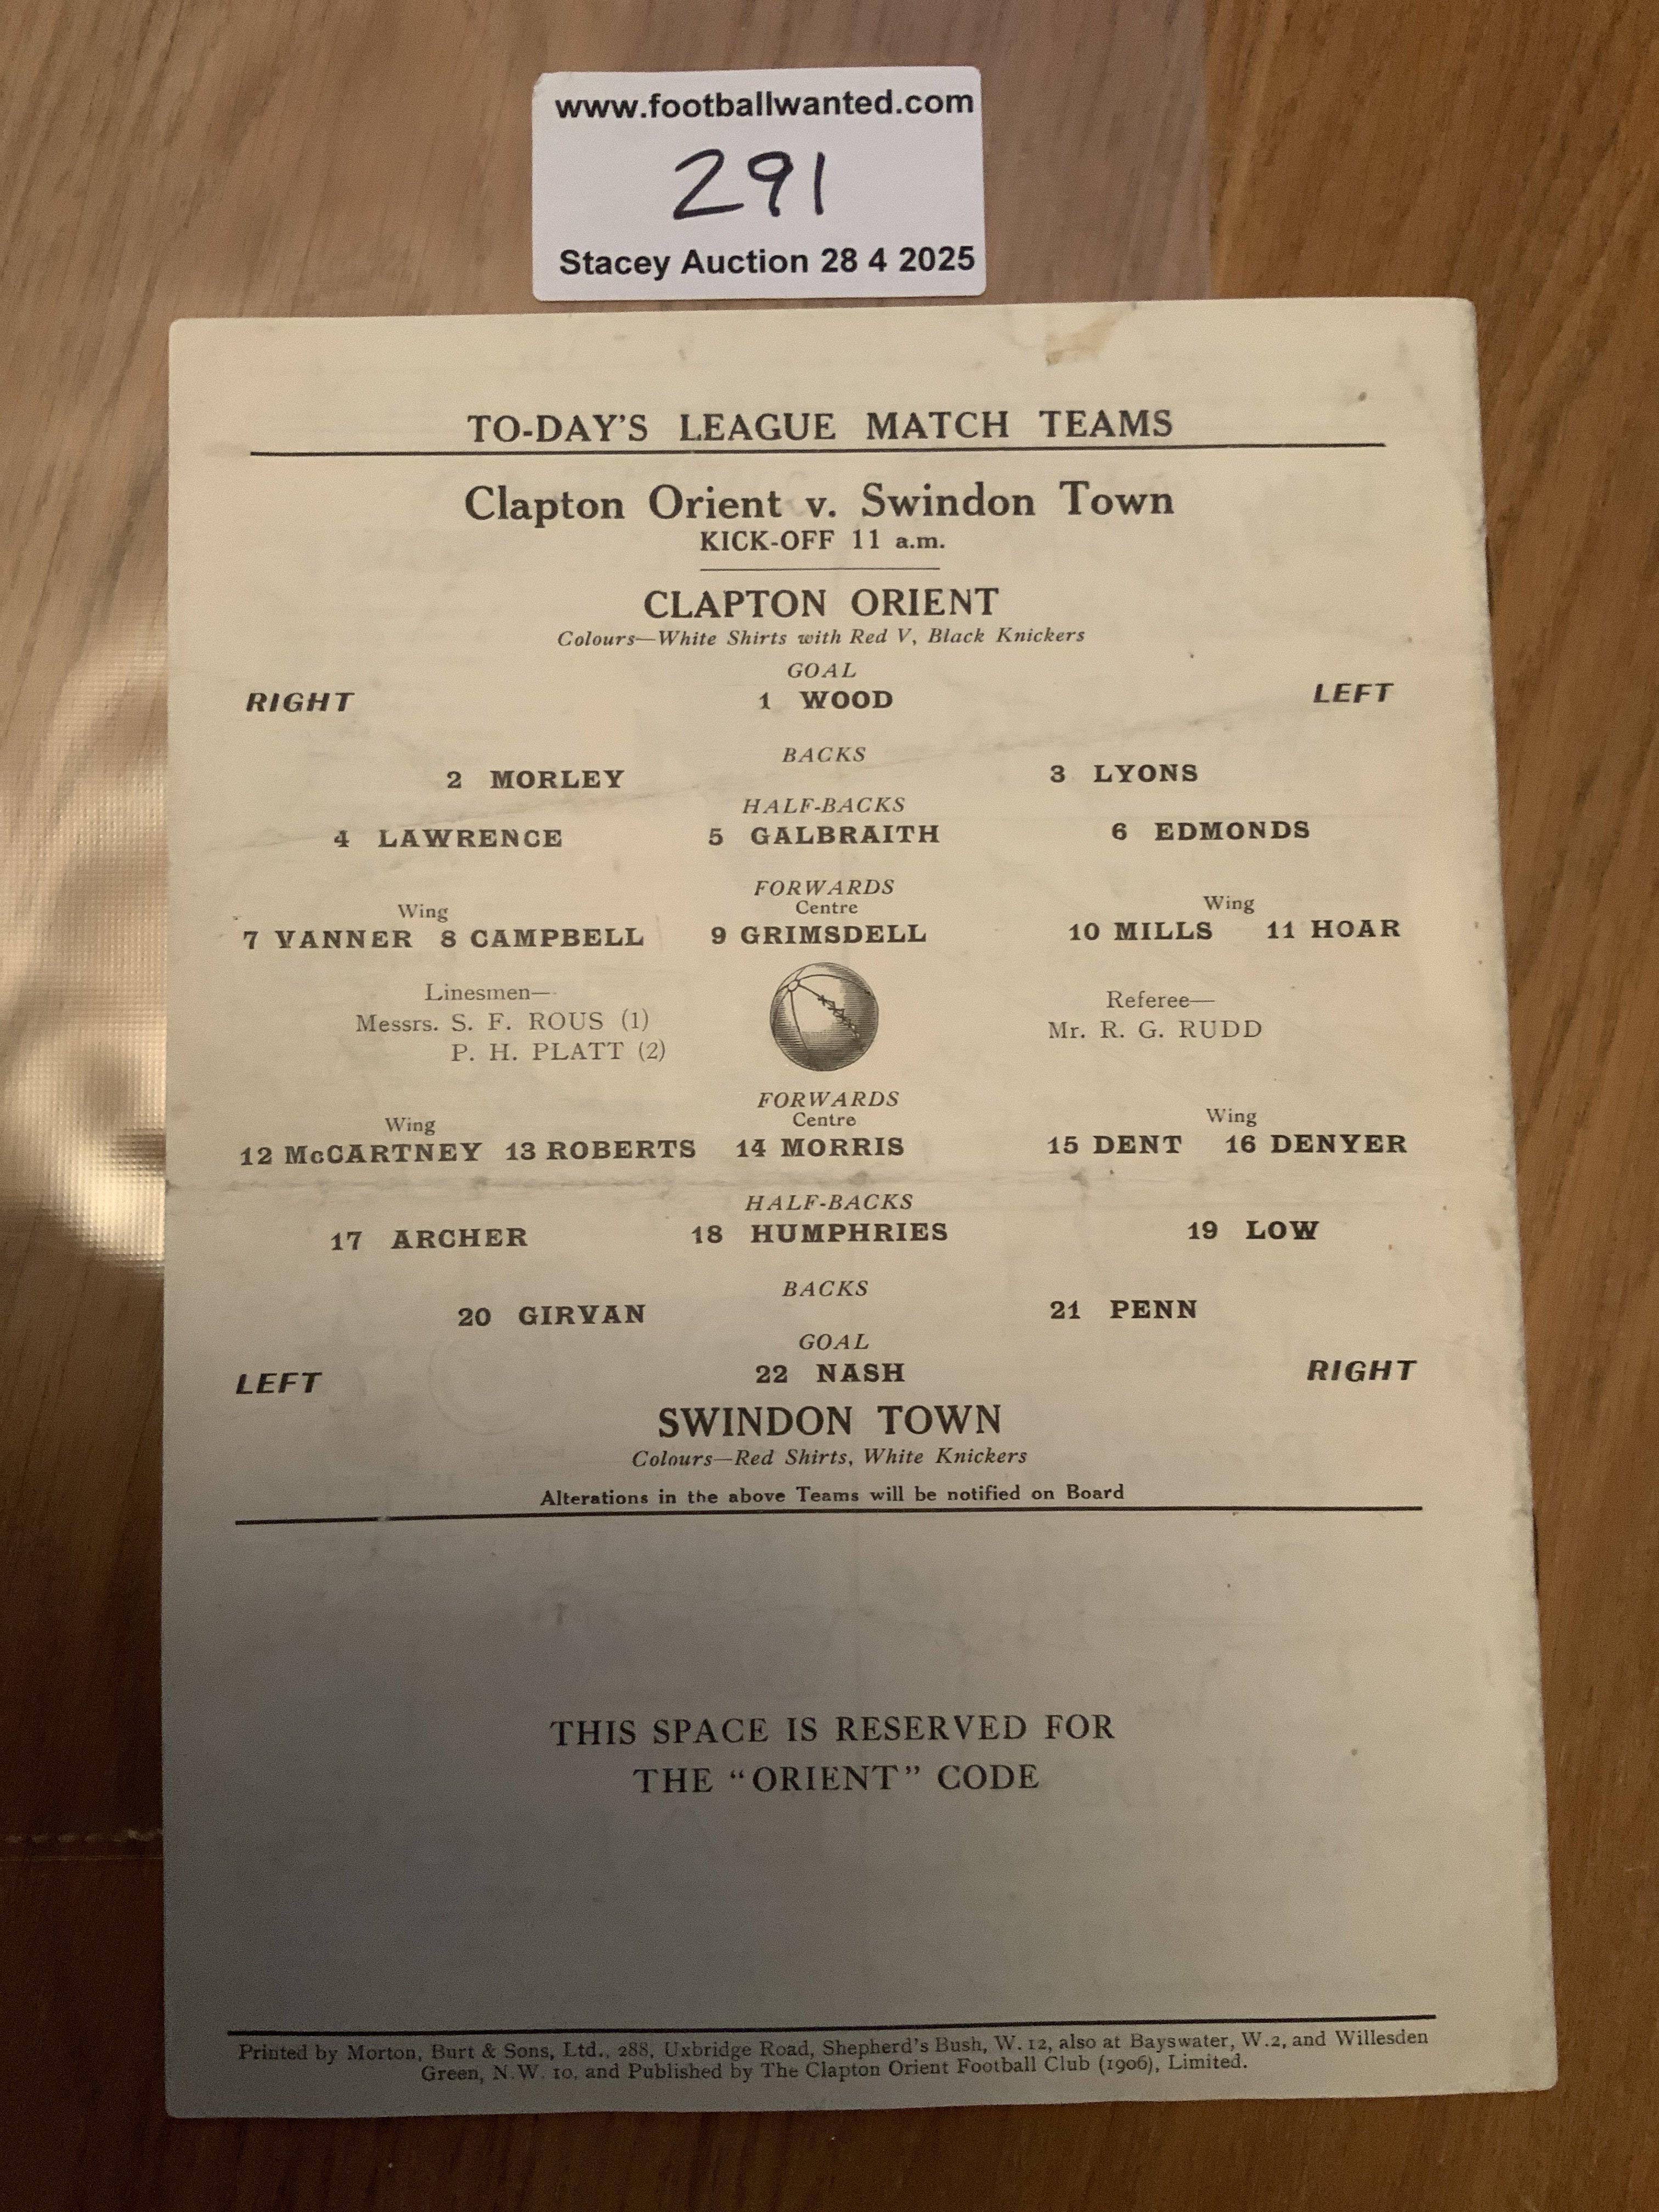 www.footballwanted.com
291
Stacey Auction 28 4 2025
TO-DAY'S LEAGUE MATCH TEAMS
Clapton Orient v. Swindon Town
KICK-OFF 11 a.m.
CLAPTON ORIENT
Colours—White Shirts with Red V, Black Knickers
GOAL
RIGHT 1 WOOD LEFT
BACKS
2 MORLEY 3 LYONS
HALF-BACKS
4 LAWRENCE 5 GALBRAITH 6 EDMONDS
FORWARDS
Wing Centre Wing
7 VANNER 8 CAMPBELL 9 GRIMSDELL 10 MILLS 11 HOAR
Linesmen— Referee—
Messrs. S. F. ROUS (1) Mr. R. G. RUDD
P. H. PLATT (2)
FORWARDS
Wing Centre Wing
12 McCARTNEY 13 ROBERTS 14 MORRIS 15 DENT 16 DENYER
HALF-BACKS
17 ARCHER 18 HUMPHRIES 19 LOW
BACKS
20 GIRVAN 21 PENN
GOAL
LEFT 22 NASH RIGHT
SWINDON TOWN
Colours—Red Shirts, White Knickers
Alterations in the above Teams will be notified on Board
THIS SPACE IS RESERVED FOR
THE "ORIENT" CODE
Printed by Morton, Burt & Sons, Ltd., 288, Uxbridge Road, Shepherd's Bush, W. 12, also at Bayswater, W.2, and Willesden
Green, N.W. 10, and Published by The Clapton Orient Football Club (1906), Limited.